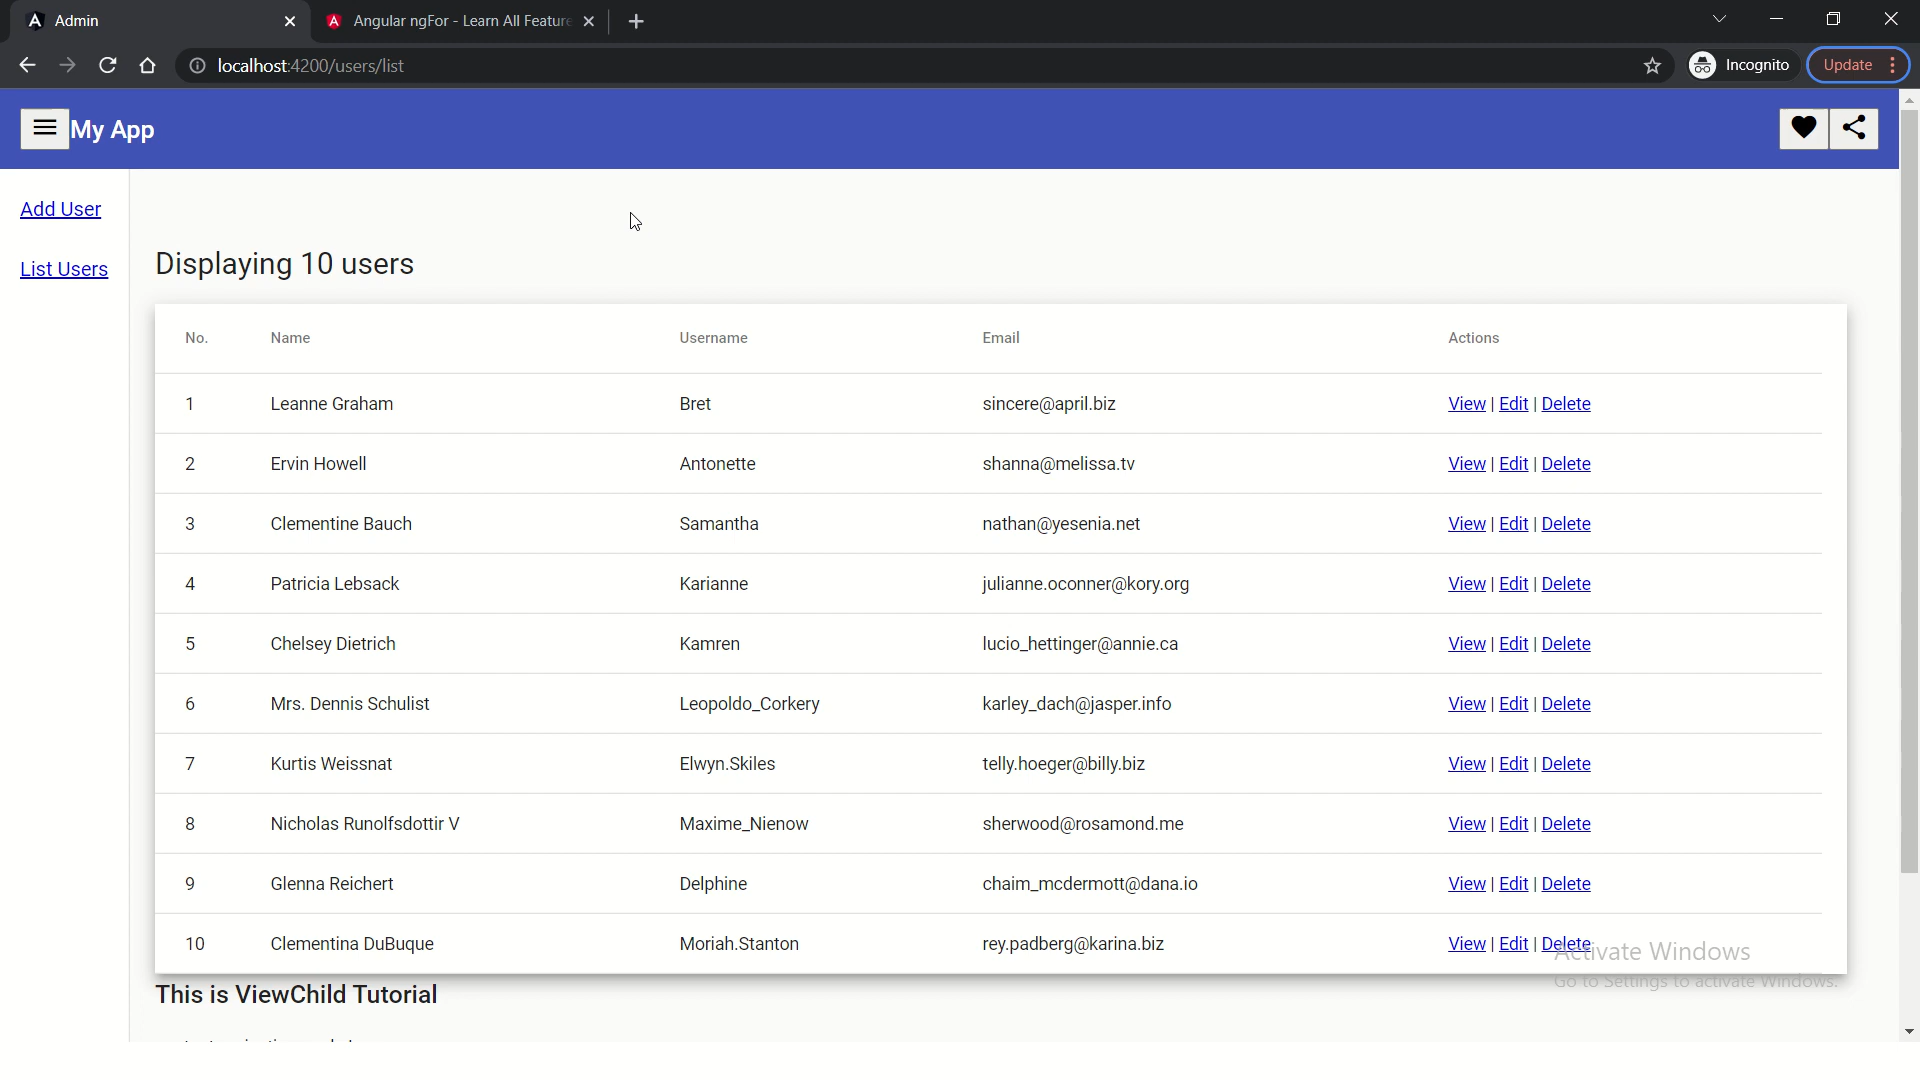 Admin
Angular ngFor - Learn All Feature
localhost:4200/users/list
Incognito
Update
My App
Add User
List Users
Displaying 10 users
No. Name Username Email Actions
1 Leanne Graham Bret sincere@april.biz View | Edit | Delete
2 Ervin Howell Antonette shanna@melissa.tv View | Edit | Delete
3 Clementine Bauch Samantha nathan@yesenia.net View | Edit | Delete
4 Patricia Lebsack Karianne julianne.oconner@kory.org View | Edit | Delete
5 Chelsey Dietrich Kamren lucio_hettinger@annie.ca View | Edit | Delete
6 Mrs. Dennis Schulist Leopoldo_Corkery karley_dach@jasper.info View | Edit | Delete
7 Kurtis Weissnat Elwyn.Skiles telly.hoeger@billy.biz View | Edit | Delete
8 Nicholas Runolfsdottir V Maxime_Nienow sherwood@rosamond.me View | Edit | Delete
9 Glenna Reichert Delphine chaim_mcdermott@dana.io View | Edit | Delete
10 Clementina DuBuque Moriah.Stanton rey.padberg@karina.biz View | Edit | Delete
Activate Windows
Go to Settings to activate Windows.
This is ViewChild Tutorial